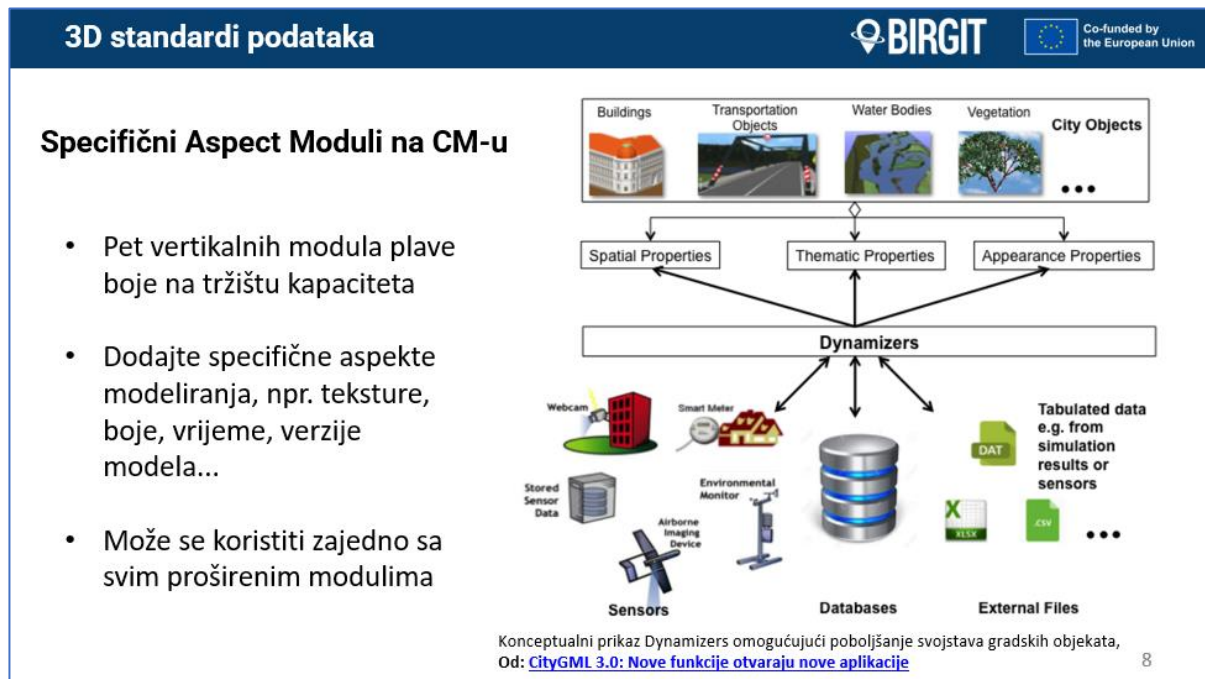 3D standardi podataka
BIRGIT
Co-funded by
the European Union
Specifični Aspect Moduli na CM-u
• Pet vertikalnih modula plave
boje na tržištu kapaciteta
• Dodajte specifične aspekte
modeliranja, npr. teksture,
boje, vrijeme, verzije
modela...
• Može se koristiti zajedno sa
svim proširenim modulima
Buildings
Transportation
Objects
Water Bodies
Vegetation
City Objects
Spatial Properties
Thematic Properties
Appearance Properties
Dynamizers
Webcam
Smart Meter
Stored
Sensor
Data
Environmental
Monitor
Airborne
Imaging
Device
Sensors
Databases
DAT
Tabulated data
e.g. from
simulation
results or
sensors
X
XLSX
.CSV
External Files
Konceptualni prikaz Dynamizers omogućujući poboljšanje svojstava gradskih objekata,
Od: CityGML 3.0: Nove funkcije otvaraju nove aplikacije
8